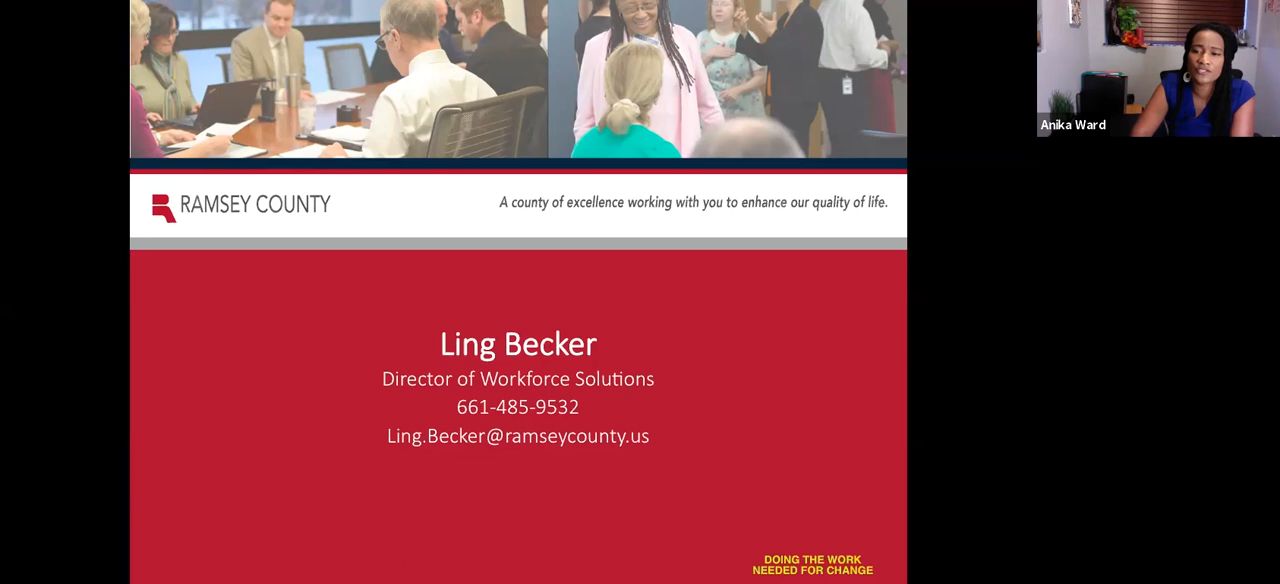 Anika Ward
RAMSEY COUNTY
A county of excellence working with you to enhance our quality of life.
Ling Becker
Director of Workforce Solutions
661-485-9532
Ling.Becker@ramseycounty.us
DOING THE WORK
NEEDED FOR CHANGE